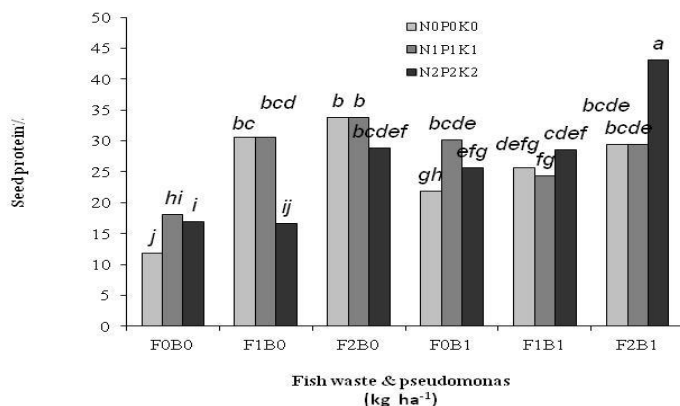 50
45
40
35
30
25
20
15
10
5
0
Seed protein%
N0P0K0
N1P1K1
N2P2K2
j
hi
i
bc
bcd
ij
b
b
bcdef
gh
bcde
efg
defg
fg
cdef
bcde
bcde
a
F0B0
F1B0
F2B0
F0B1
F1B1
F2B1
Fish waste & pseudomonas
(kg ha⁻¹)